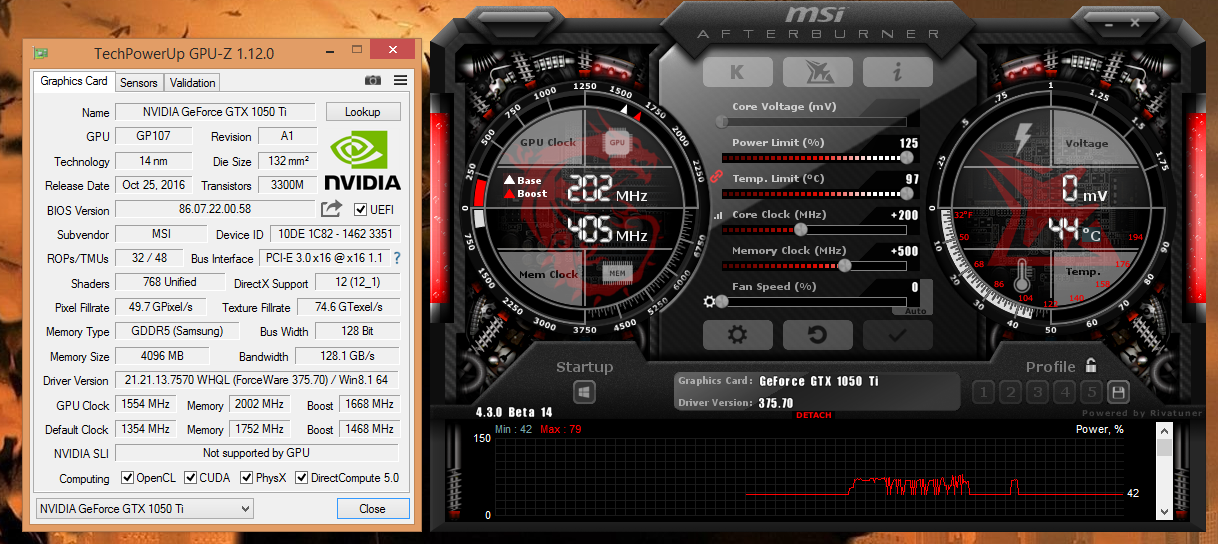 TechPowerUp GPU-Z 1.12.0
Graphics Card Sensors Validation
Name NVIDIA GeForce GTX 1050 Ti Lookup
GPU GP107 Revision A1
Technology 14 nm Die Size 132 mm²
Release Date Oct 25, 2016 Transistors 3300M
NVIDIA
BIOS Version 86.07.22.00.58 UEFI
Subvendor MSI Device ID 10DE 1C82 - 1462 3351
ROPs/TMUs 32 / 48 Bus Interface PCI-E 3.0 x16 @ x16 1.1 ?
Shaders 768 Unified DirectX Support 12 (12_1)
Pixel Fillrate 49.7 GPixel/s Texture Fillrate 74.6 GTexel/s
Memory Type GDDR5 (Samsung) Bus Width 128 Bit
Memory Size 4096 MB Bandwidth 128.1 GB/s
Driver Version 21.21.13.7570 WHQL (ForceWare 375.70) / Win8.1 64
GPU Clock 1554 MHz Memory 2002 MHz Boost 1668 MHz
Default Clock 1354 MHz Memory 1752 MHz Boost 1468 MHz
NVIDIA SLI Not supported by GPU
Computing OpenCL CUDA PhysX DirectCompute 5.0
NVIDIA GeForce GTX 1050 Ti Close
msi
AFTERBURNER
K i
0 250 500 750 1000 1250 1500 1750 2000 2250
GPU Clock GPU
Base
Boost
202 MHz
405 MHz
Mem Clock MEM
750 1500 2250 3000 3750 4500 5250 6000 6750
Core Voltage (mV)
Power Limit (%) 125
Temp. Limit (ºC) 97
Core Clock (MHz) +200
Memory Clock (MHz) +500
Fan Speed (%) 0
Auto
0 .25 .5 .75 1 1.25 1.5 1.75
Voltage
0 mV
44 °C
Temp.
32°F 50 68 86 104 122 140 158 176 194
10 20 30 40 50 60 70 80 90
Startup
Profile
1 2 3 4 5
Graphics Card: GeForce GTX 1050 Ti
Driver Version: 375.70
4.3.0 Beta 14
DETACH
Powered by Rivatuner
Min : 42 Max : 79 Power, %
150
42
0